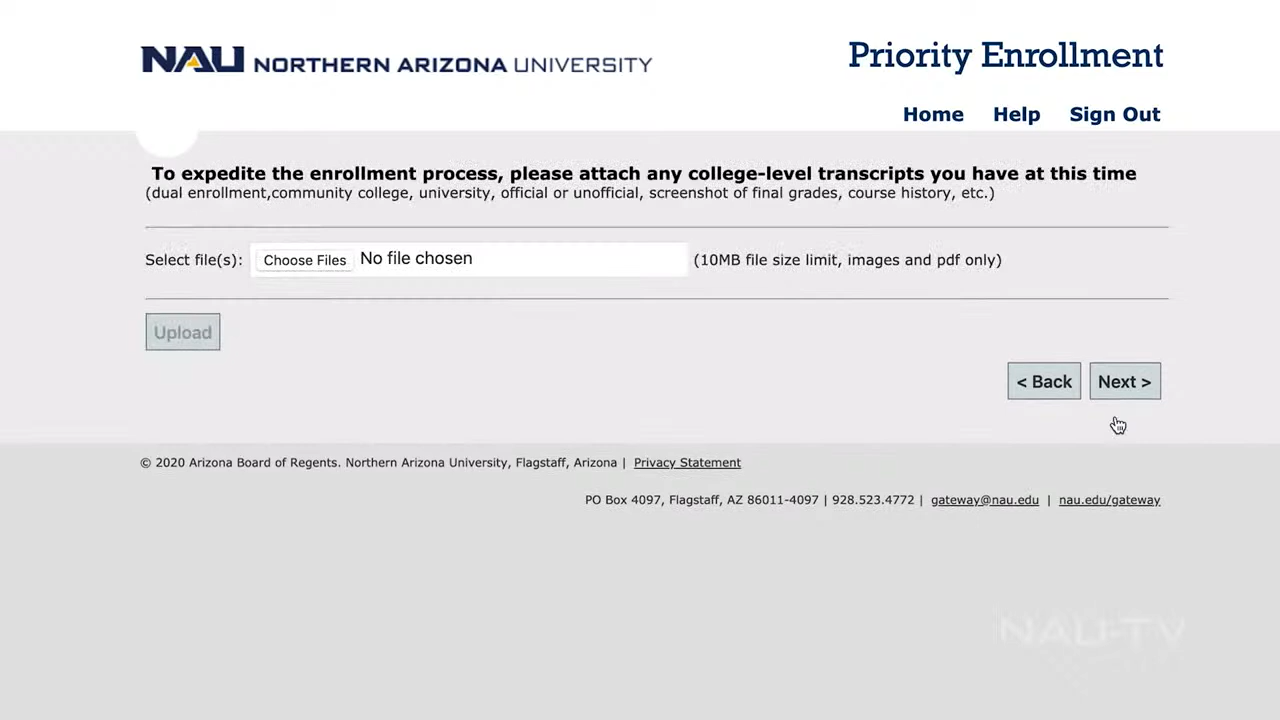 NAU NORTHERN ARIZONA UNIVERSITY
Priority Enrollment
Home Help Sign Out
To expedite the enrollment process, please attach any college-level transcripts you have at this time
(dual enrollment,community college, university, official or unofficial, screenshot of final grades, course history, etc.)
Select file(s): Choose Files No file chosen (10MB file size limit, images and pdf only)
Upload
< Back Next >
© 2020 Arizona Board of Regents. Northern Arizona University, Flagstaff, Arizona | Privacy Statement
PO Box 4097, Flagstaff, AZ 86011-4097 | 928.523.4772 | gateway@nau.edu | nau.edu/gateway
NAU-TV